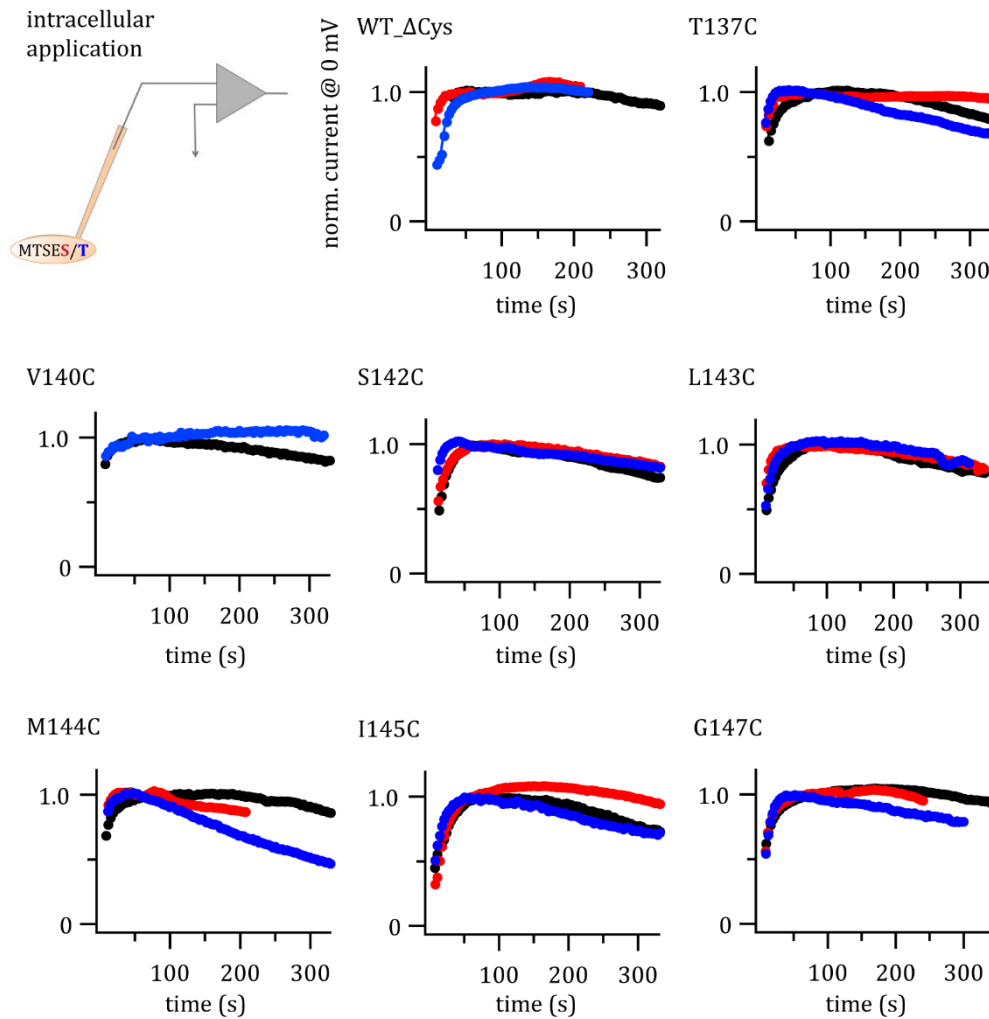 intracellular
application
MTSES/T
WT_ΔCys
norm. current @ 0 mV
1.0
0
100 200 300
time (s)
T137C
1.0
0
100 200 300
time (s)
V140C
1.0
0
100 200 300
time (s)
S142C
1.0
0
100 200 300
time (s)
L143C
1.0
0
100 200 300
time (s)
M144C
1.0
0
100 200 300
time (s)
I145C
1.0
0
100 200 300
time (s)
G147C
1.0
0
100 200 300
time (s)